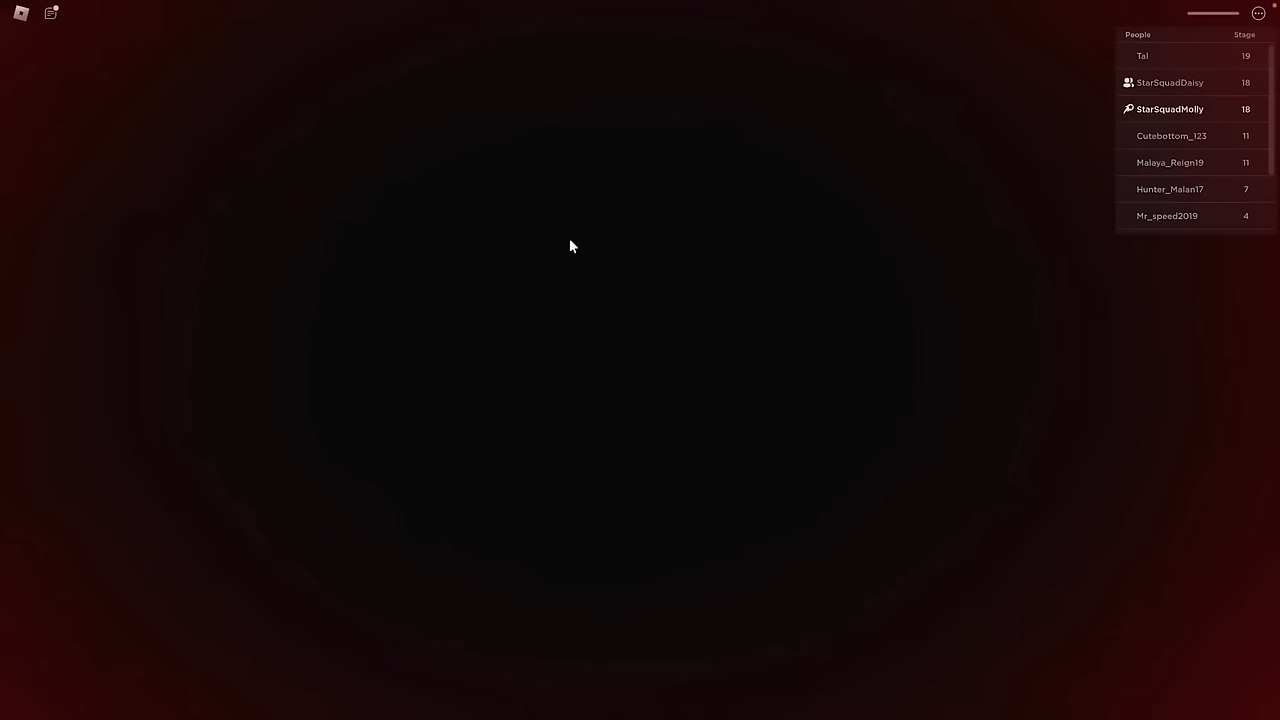 People Stage
Tal 19
StarSquadDaisy 18
StarSquadMolly 18
Cutebottom_123 11
Malaya_Reign19 11
Hunter_Malan17 7
Mr_speed2019 4